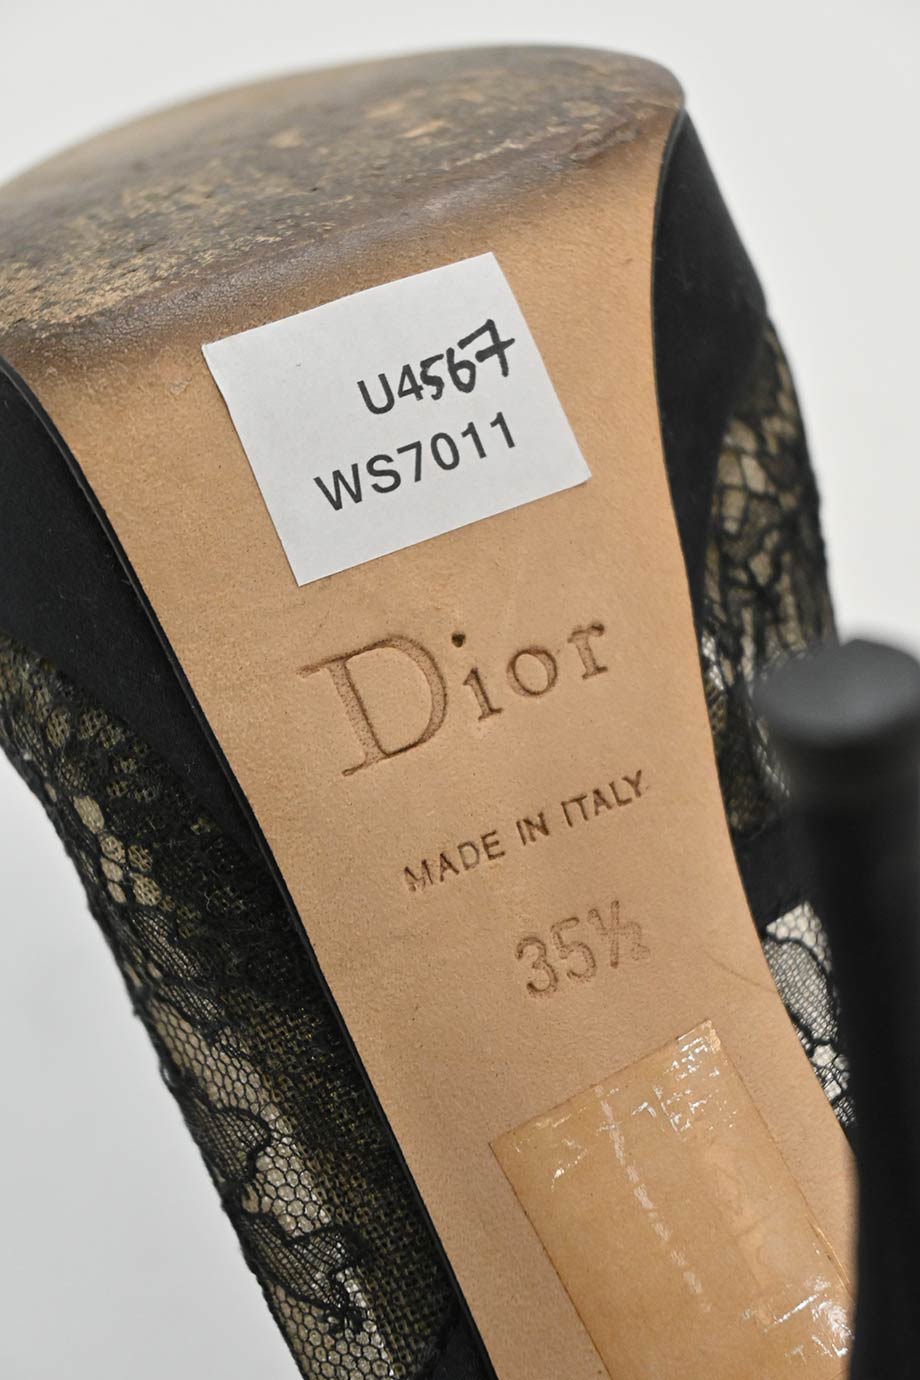 U4567
WS7011
Dior
MADE IN ITALY
35½